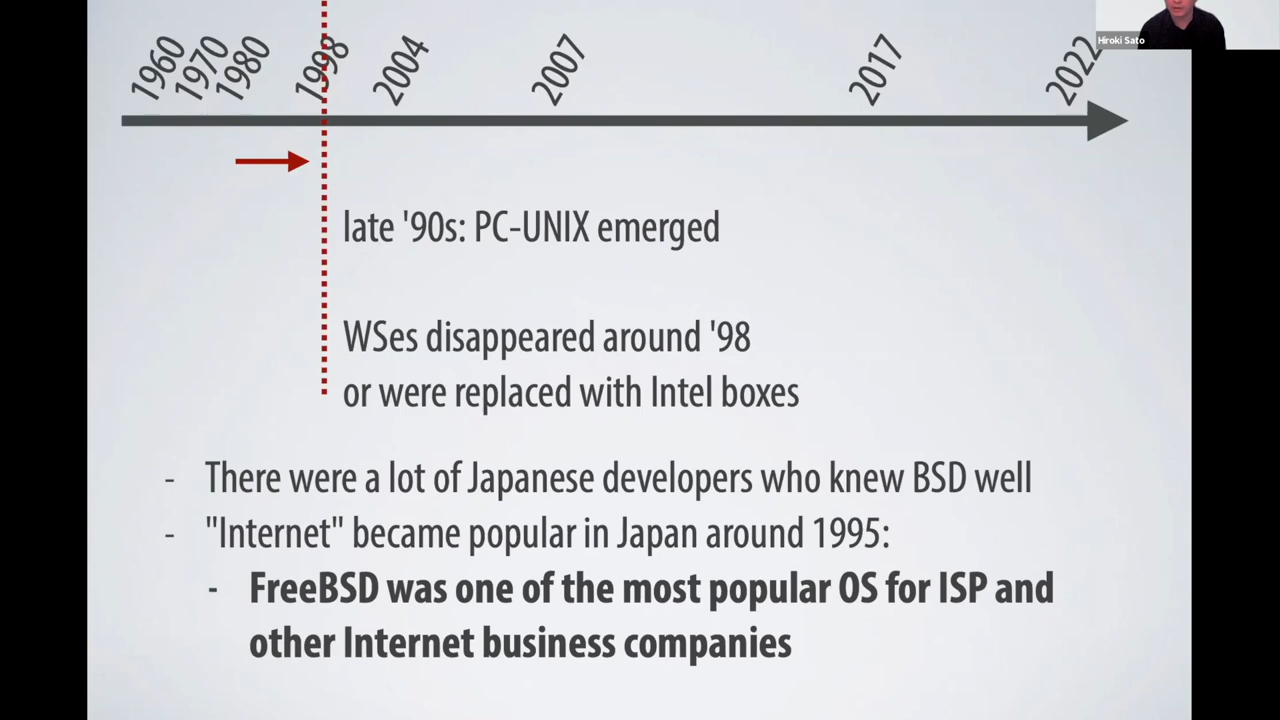 1960
1970
1980
1998
2004
2007
2017
2022
Hiroki Sato
late '90s: PC-UNIX emerged
WSes disappeared around '98
or were replaced with Intel boxes
- There were a lot of Japanese developers who knew BSD well
- "Internet" became popular in Japan around 1995:
- FreeBSD was one of the most popular OS for ISP and
other Internet business companies